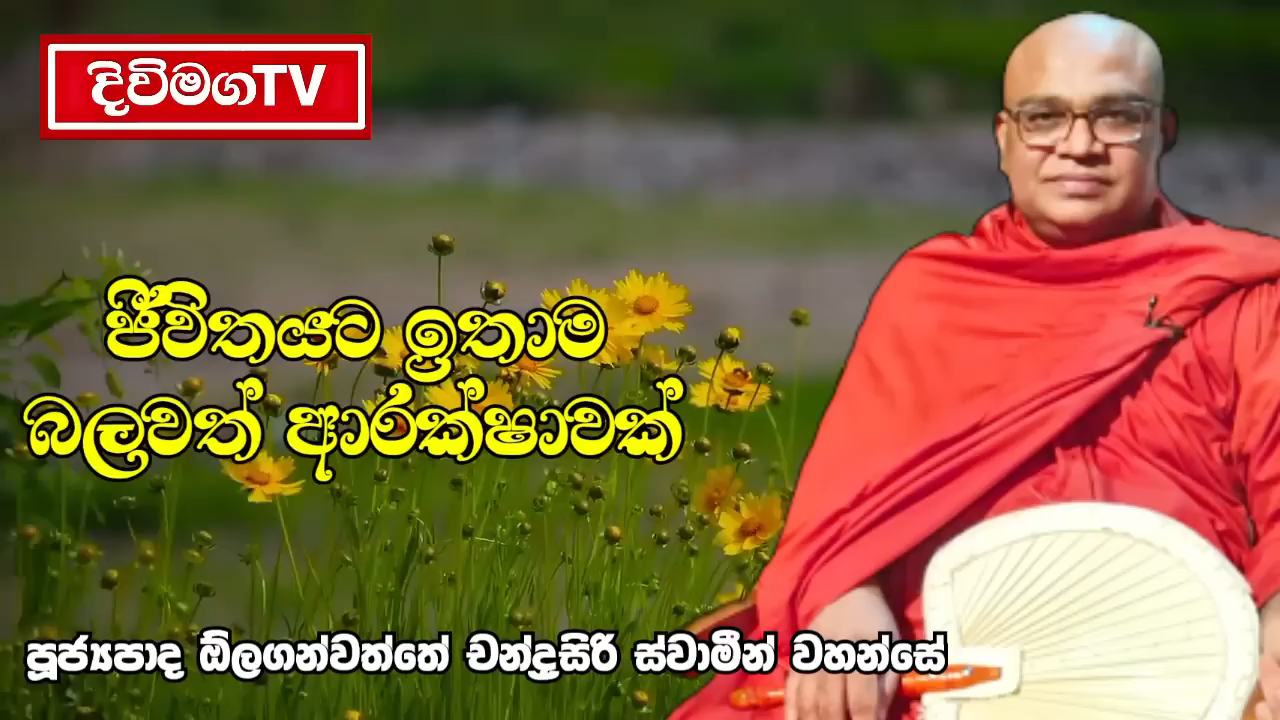 දිවිමගTV
ජීවිතයට ඉතාම
බලවත් ආරක්ෂාවක්
පූජ්‍යපාද ඕලගන්වත්තේ චන්ද්‍රසිරි ස්වාමීන් වහන්සේ